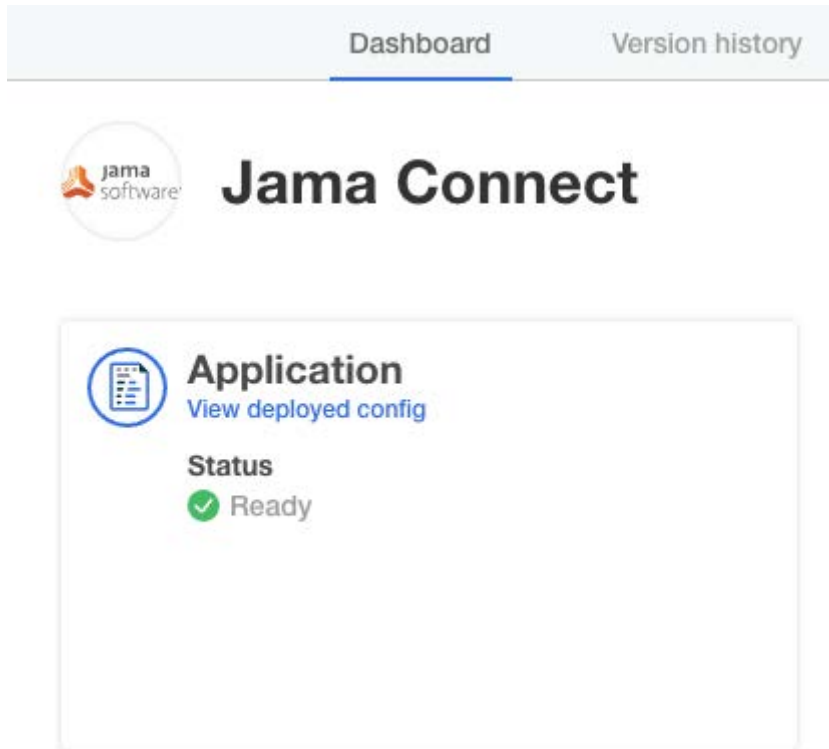 Dashboard Version history
jama
software
Jama Connect
Application
View deployed config
Status
Ready